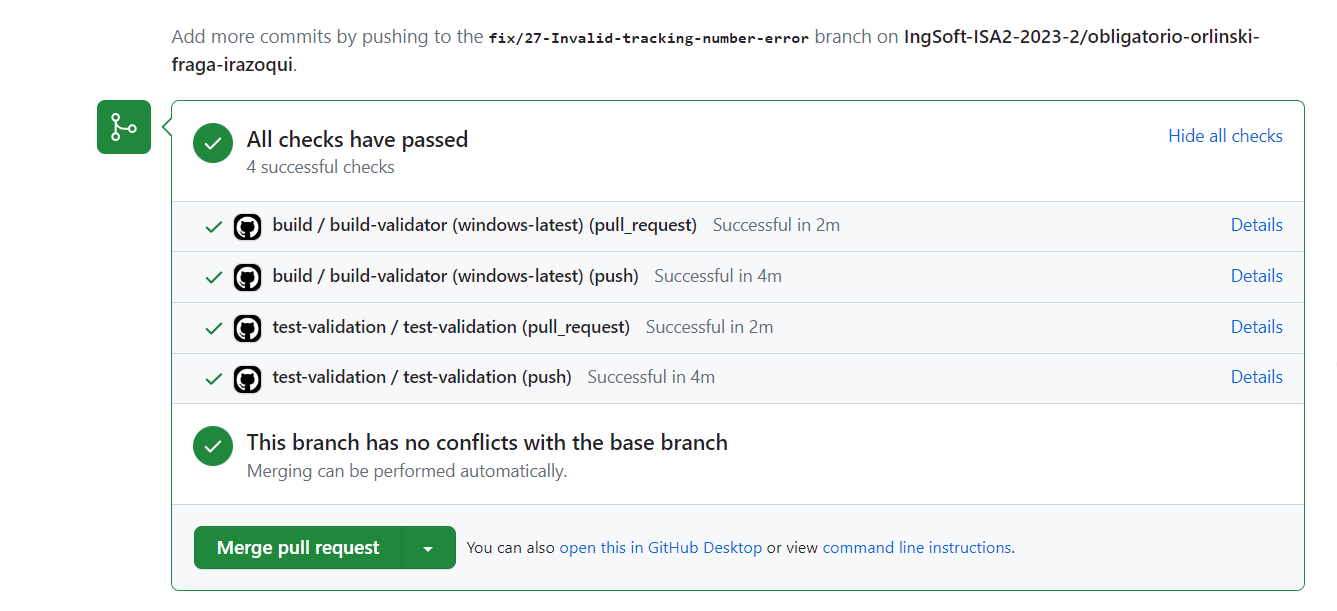 Add more commits by pushing to the fix/27-Invalid-tracking-number-error branch on IngSoft-ISA2-2023-2/obligatorio-orlinski-
fraga-irazoqui.
All checks have passed
Hide all checks
4 successful checks
build / build-validator (windows-latest) (pull_request) Successful in 2m Details
build / build-validator (windows-latest) (push) Successful in 4m Details
test-validation / test-validation (pull_request) Successful in 2m Details
test-validation / test-validation (push) Successful in 4m Details
This branch has no conflicts with the base branch
Merging can be performed automatically.
Merge pull request You can also open this in GitHub Desktop or view command line instructions.